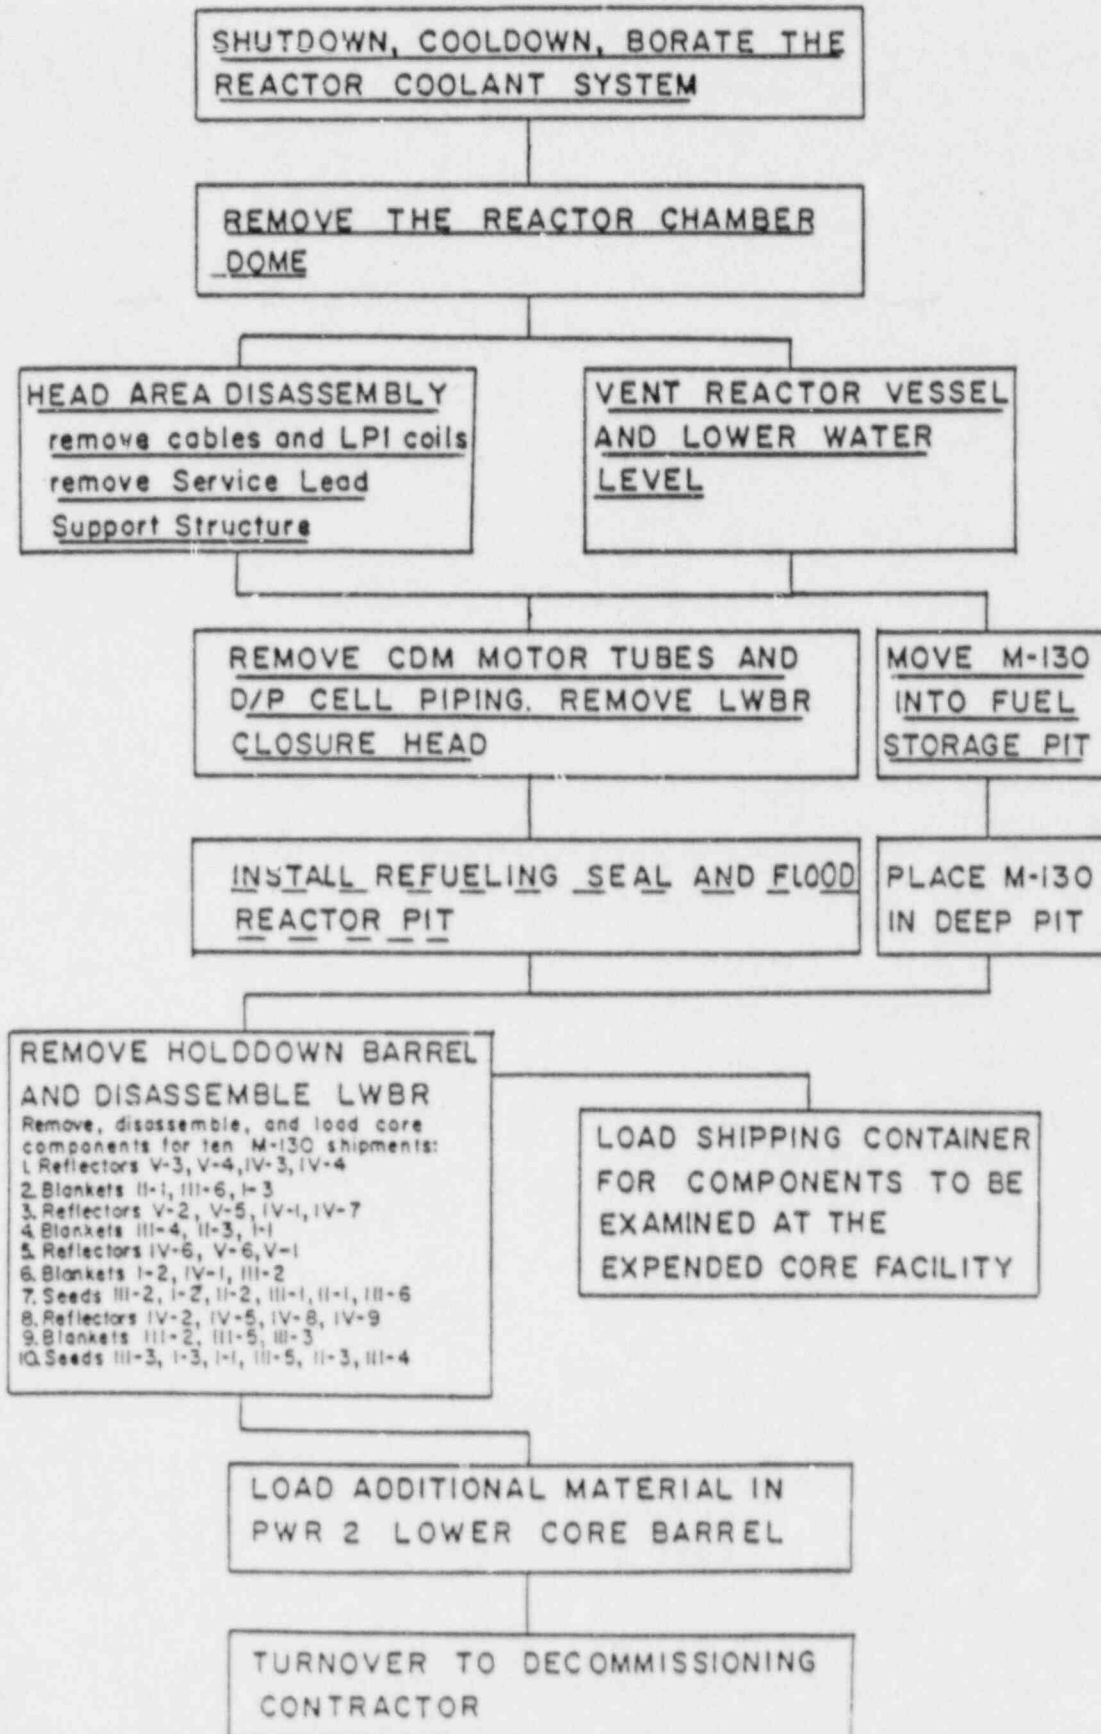 SHUTDOWN, COOLDOWN, BORATE THE
REACTOR COOLANT SYSTEM
REMOVE THE REACTOR CHAMBER
DOME
HEAD AREA DISASSEMBLY
remove cables and LPI coils
remove Service Lead
Support Structure
VENT REACTOR VESSEL
AND LOWER WATER
LEVEL
REMOVE CDM MOTOR TUBES AND
D/P CELL PIPING. REMOVE LWBR
CLOSURE HEAD
MOVE M-130
INTO FUEL
STORAGE PIT
INSTALL REFUELING SEAL AND FLOOD
REACTOR PIT
PLACE M-130
IN DEEP PIT
REMOVE HOLDDOWN BARREL
AND DISASSEMBLE LWBR
Remove, disassemble, and load core
components for ten M-130 shipments:
1. Reflectors V-3, V-4, IV-3, IV-4
2. Blankets II-1, III-6, I-3
3. Reflectors V-2, V-5, IV-1, IV-7
4. Blankets III-4, II-3, I-1
5. Reflectors IV-6, V-6, V-1
6. Blankets I-2, IV-1, III-2
7. Seeds III-2, I-2, II-2, III-1, II-1, III-6
8. Reflectors IV-2, IV-5, IV-8, IV-9
9. Blankets III-2, III-5, III-3
10. Seeds III-3, I-3, I-1, III-5, II-3, III-4
LOAD SHIPPING CONTAINER
FOR COMPONENTS TO BE
EXAMINED AT THE
EXPENDED CORE FACILITY
LOAD ADDITIONAL MATERIAL IN
PWR 2 LOWER CORE BARREL
TURNOVER TO DECOMMISSIONING
CONTRACTOR